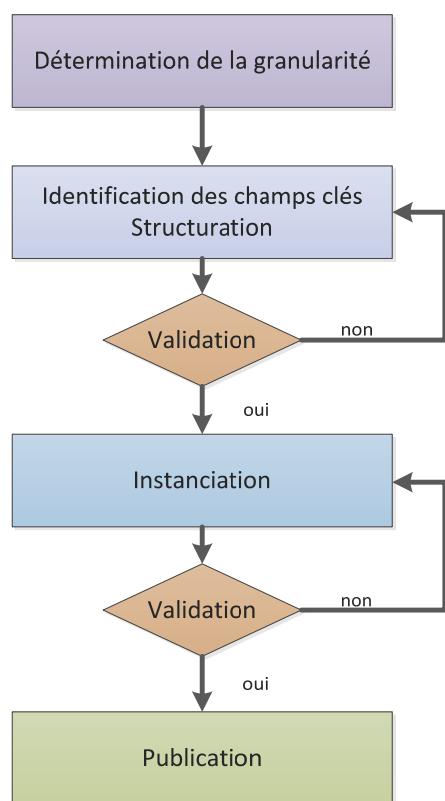 Détermination de la granularité
Identification des champs clés
Structuration
Validation
non
oui
Instanciation
Validation
non
oui
Publication